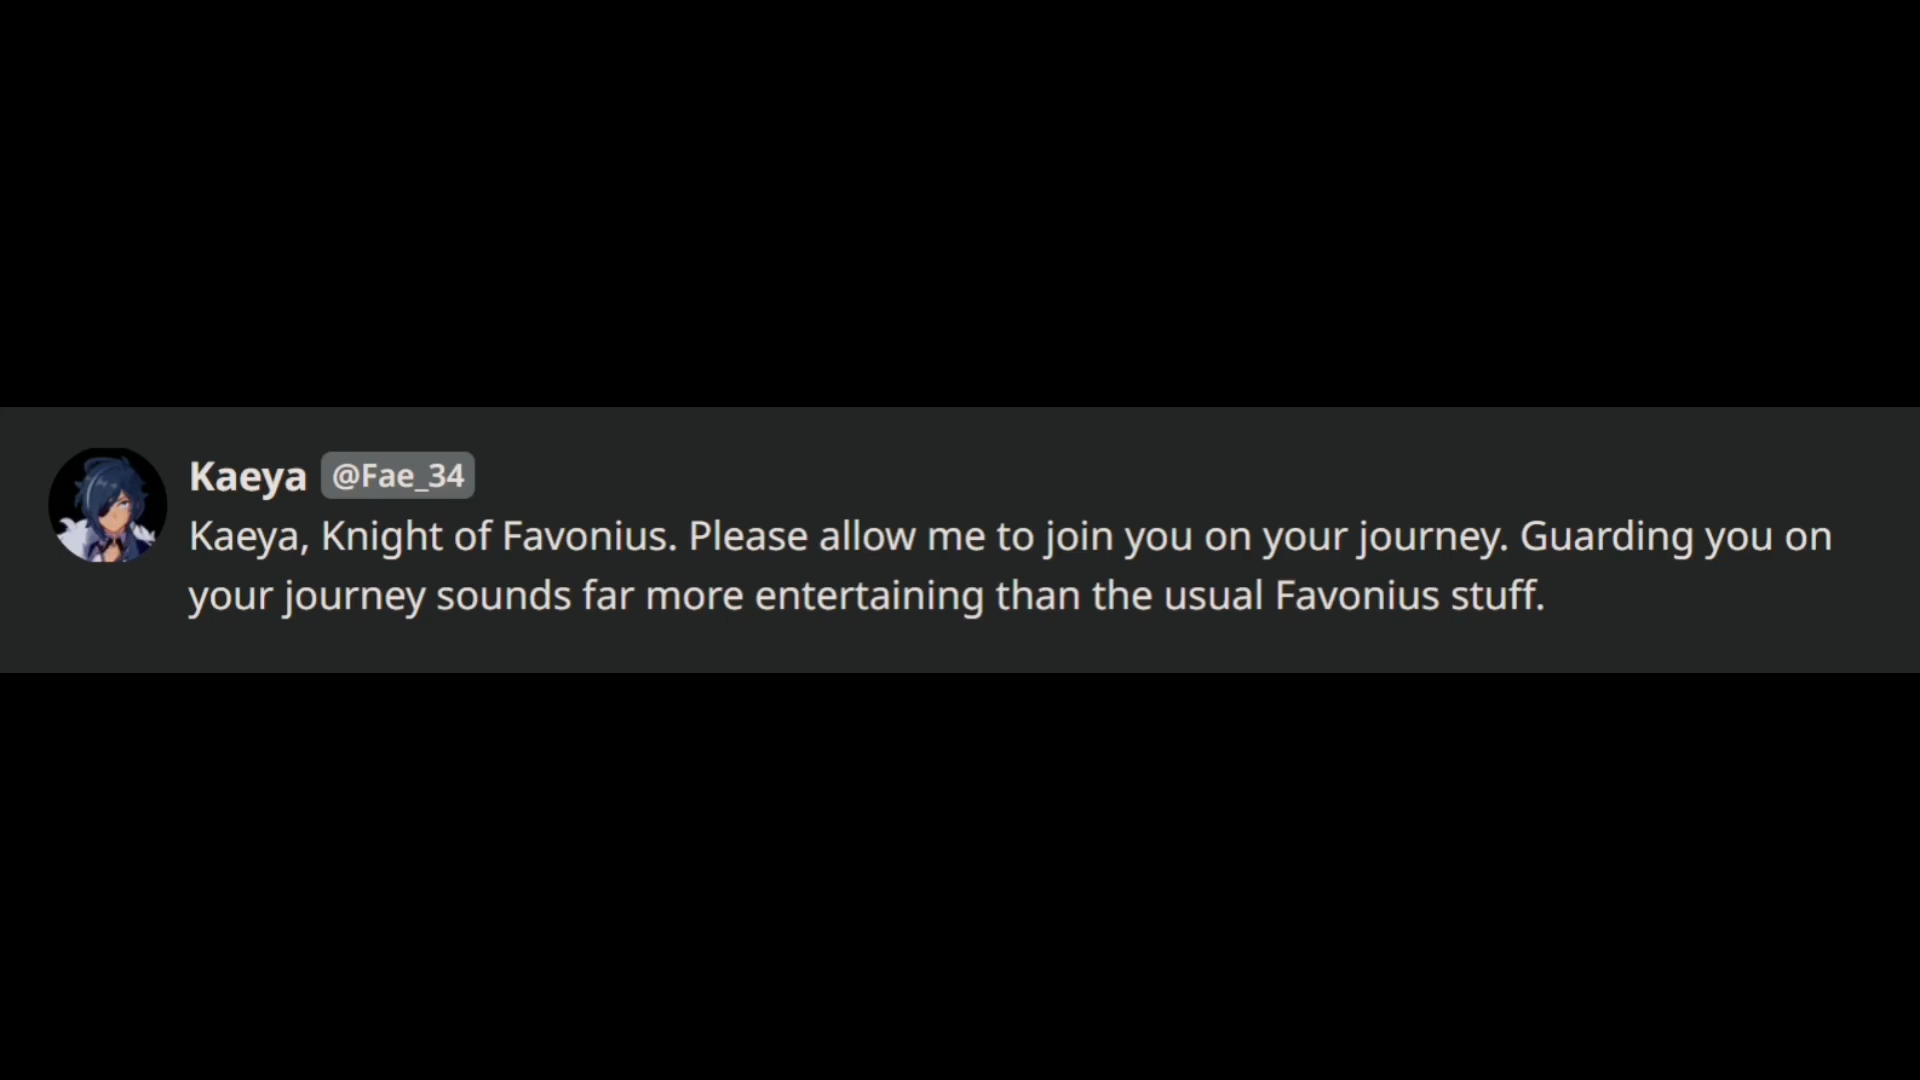 Kaeya @Fae_34
Kaeya, Knight of Favonius. Please allow me to join you on your journey. Guarding you on
your journey sounds far more entertaining than the usual Favonius stuff.